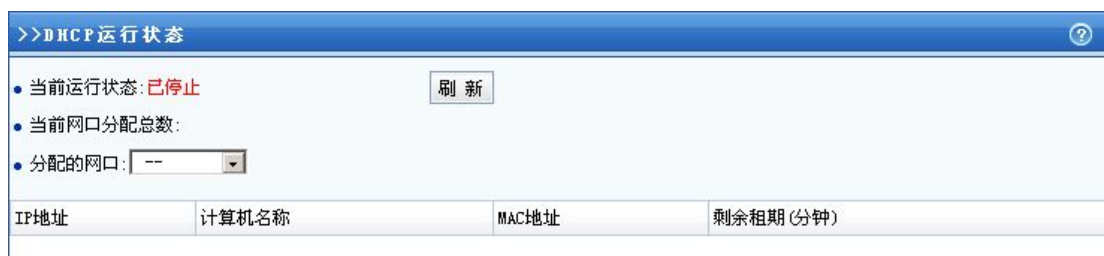 >>DHCP运行状态 ?
当前运行状态:已停止 刷 新
当前网口分配总数:
分配的网口: --
IP地址 计算机名称 MAC地址 剩余租期(分钟)